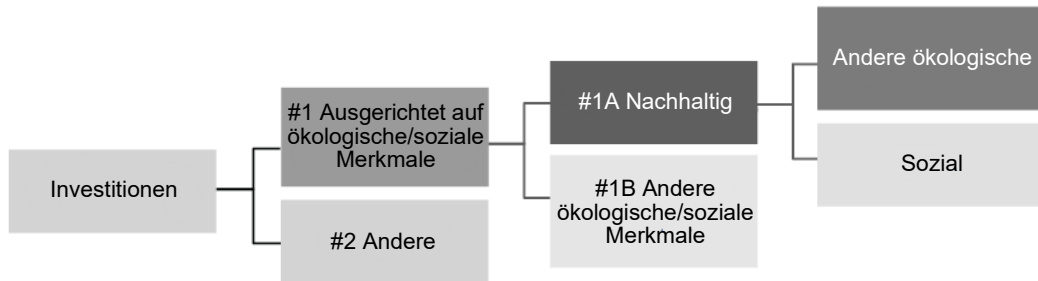 Investitionen
#1 Ausgerichtet auf
ökologische/soziale
Merkmale
#2 Andere
#1A Nachhaltig
#1B Andere
ökologische/soziale
Merkmale
Andere ökologische
Sozial